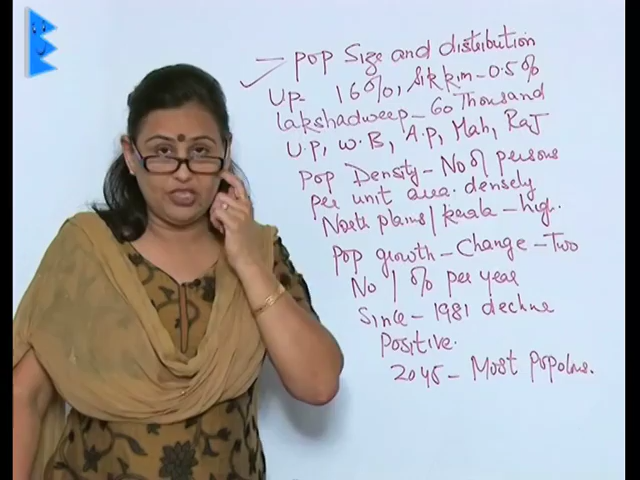 Pop Size and distribution
UP- 16%, Sikkim-0.5%
Lakshadweep-60 Thousand
U.P, W.B, A.P, Mah, Raj
Pop Density-No of persons
Per unit area. densely
North plains/kerala-high.
Pop growth-Change-Two
No / % per year
Since-1981 decline
Positive.
2045-Most Populous.